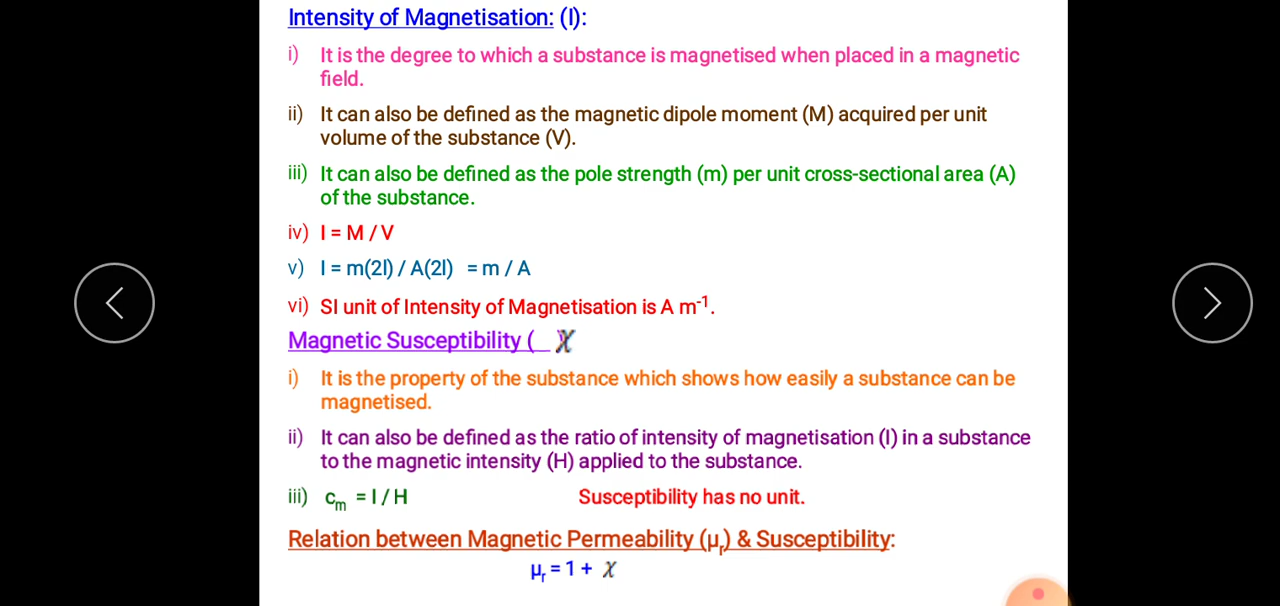 Intensity of Magnetisation: (I):
i) It is the degree to which a substance is magnetised when placed in a magnetic
field.
ii) It can also be defined as the magnetic dipole moment (M) acquired per unit
volume of the substance (V).
iii) It can also be defined as the pole strength (m) per unit cross-sectional area (A)
of the substance.
iv) I = M / V
v) I = m(2l) / A(2l) = m / A
vi) SI unit of Intensity of Magnetisation is A m⁻¹.
Magnetic Susceptibility ( χ
i) It is the property of the substance which shows how easily a substance can be
magnetised.
ii) It can also be defined as the ratio of intensity of magnetisation (I) in a substance
to the magnetic intensity (H) applied to the substance.
iii) cₘ = I / H Susceptibility has no unit.
Relation between Magnetic Permeability (μᵣ) & Susceptibility:
μᵣ = 1 + χ